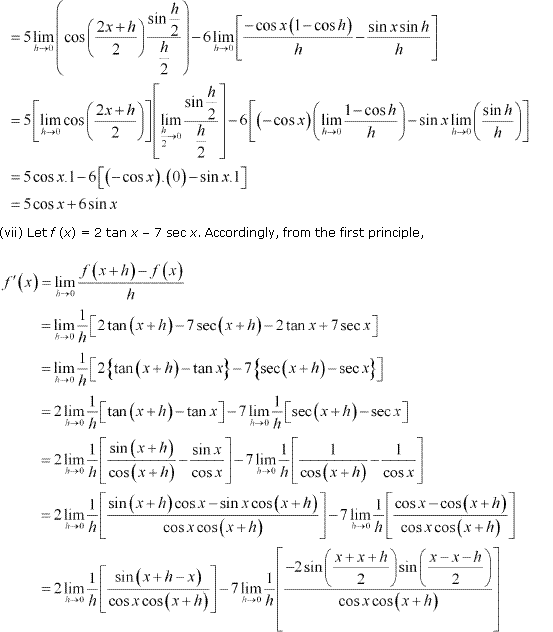 = 5 lim_{h→0} ( cos( (2x+h)/2 ) (sin (h/2))/(h/2) ) − 6 lim_{h→0} [ (−cos x(1−cos h))/h − (sin x sin h)/h ]
= 5 [ lim_{h→0} cos( (2x+h)/2 ) ] [ lim_{h/2→0} (sin (h/2))/(h/2) ] − 6 [ (−cos x) ( lim_{h→0} (1−cos h)/h ) − sin x lim_{h→0} ( (sin h)/h ) ]
= 5 cos x.1 − 6 [ (−cos x).(0) − sin x.1 ]
= 5 cos x + 6 sin x
(vii) Let f (x) = 2 tan x – 7 sec x. Accordingly, from the first principle,
f′(x) = lim_{h→0} (f(x+h) − f(x))/h
= lim_{h→0} 1/h [ 2 tan(x+h) − 7 sec(x+h) − 2 tan x + 7 sec x ]
= lim_{h→0} 1/h [ 2{tan(x+h) − tan x} − 7{sec(x+h) − sec x} ]
= 2 lim_{h→0} 1/h [ tan(x+h) − tan x ] − 7 lim_{h→0} 1/h [ sec(x+h) − sec x ]
= 2 lim_{h→0} 1/h [ sin(x+h)/cos(x+h) − sin x/cos x ] − 7 lim_{h→0} 1/h [ 1/cos(x+h) − 1/cos x ]
= 2 lim_{h→0} 1/h [ (sin(x+h) cos x − sin x cos(x+h))/(cos x cos(x+h)) ] − 7 lim_{h→0} 1/h [ (cos x − cos(x+h))/(cos x cos(x+h)) ]
= 2 lim_{h→0} 1/h [ sin(x+h−x)/(cos x cos(x+h)) ] − 7 lim_{h→0} 1/h [ (−2 sin( (x+x+h)/2 ) sin( (x−x−h)/2 ))/(cos x cos(x+h)) ]